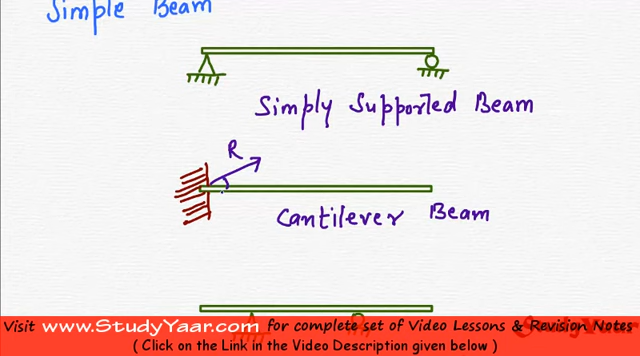 Simple Beam
Simply Supported Beam
R
Cantilever Beam
StudyYaar
Visit www.StudyYaar.com for complete set of Video Lessons & Revision Notes
( Click on the Link in the Video Description given below )